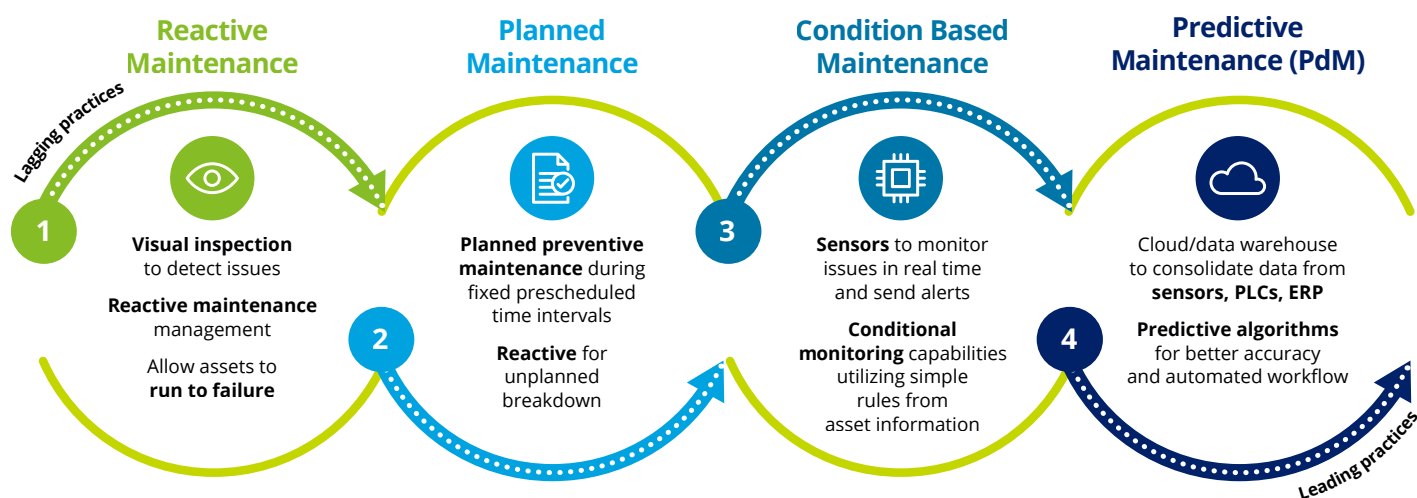 Reactive
Maintenance
Lagging practices
1
Visual inspection
to detect issues
Reactive maintenance
management
Allow assets to
run to failure
Planned
Maintenance
2
Planned preventive
maintenance during
fixed prescheduled
time intervals
Reactive for
unplanned
breakdown
Condition Based
Maintenance
3
Sensors to monitor
issues in real time
and send alerts
Conditional
monitoring capabilities
utilizing simple
rules from
asset information
Predictive
Maintenance (PdM)
4
Cloud/data warehouse
to consolidate data from
sensors, PLCs, ERP
Predictive algorithms
for better accuracy
and automated workflow
Leading practices